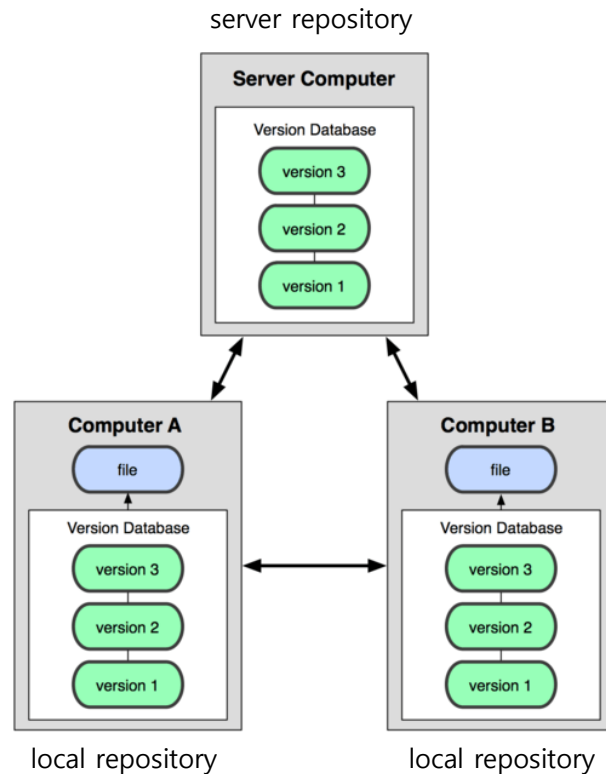 server repository
Server Computer
Version Database
version 3
version 2
version 1
Computer A
file
Version Database
version 3
version 2
version 1
local repository
Computer B
file
Version Database
version 3
version 2
version 1
local repository